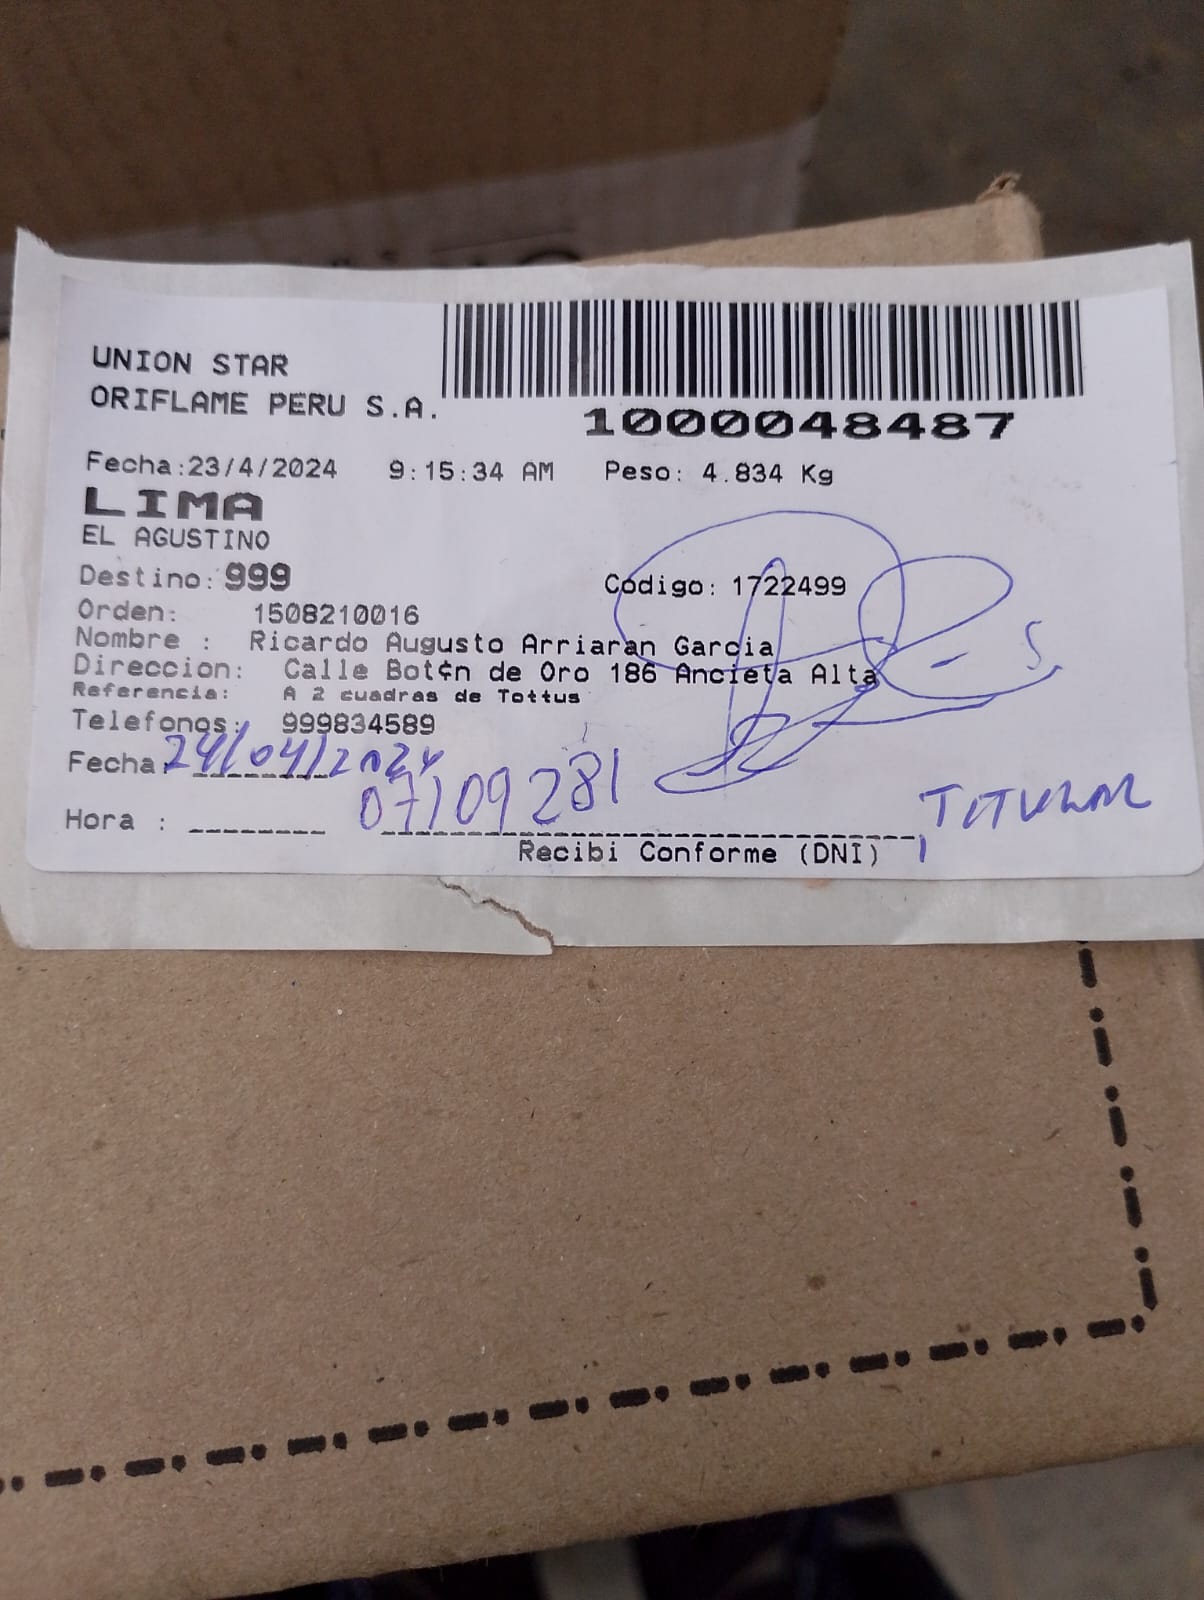 UNION STAR
ORIFLAME PERU S.A.
1000048487
Fecha:23/4/2024 9:15:34 AM Peso: 4.834 Kg
LIMA
EL AGUSTINO
Destino: 999 Código: 1722499
Orden: 1508210016
Nombre : Ricardo Augusto Arriaran Garcia
Direccion: Calle Bot¢n de Oro 186 Ancieta Alta
Referencia: A 2 cuadras de Tottus
Telefonos: 999834589
Fecha: 24/04/2024
07109281
TITULAR
Hora :
Recibi Conforme (DNI)